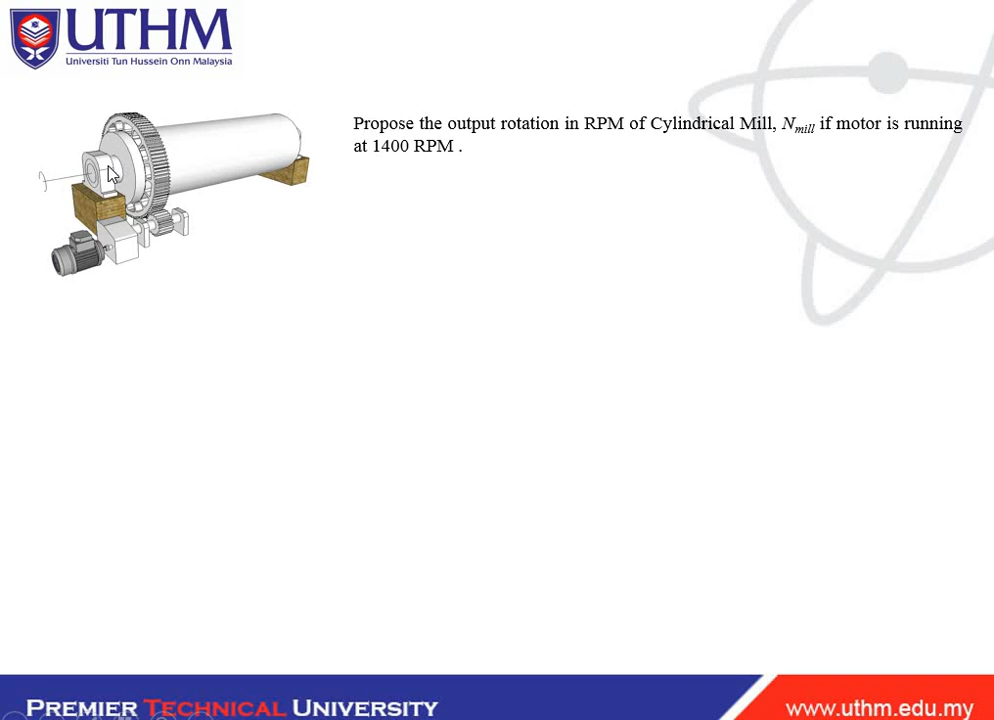 UTHM
Universiti Tun Hussein Onn Malaysia
Propose the output rotation in RPM of Cylindrical Mill, Nmill if motor is running
at 1400 RPM .
PREMIER TECHNICAL UNIVERSITY
www.uthm.edu.my